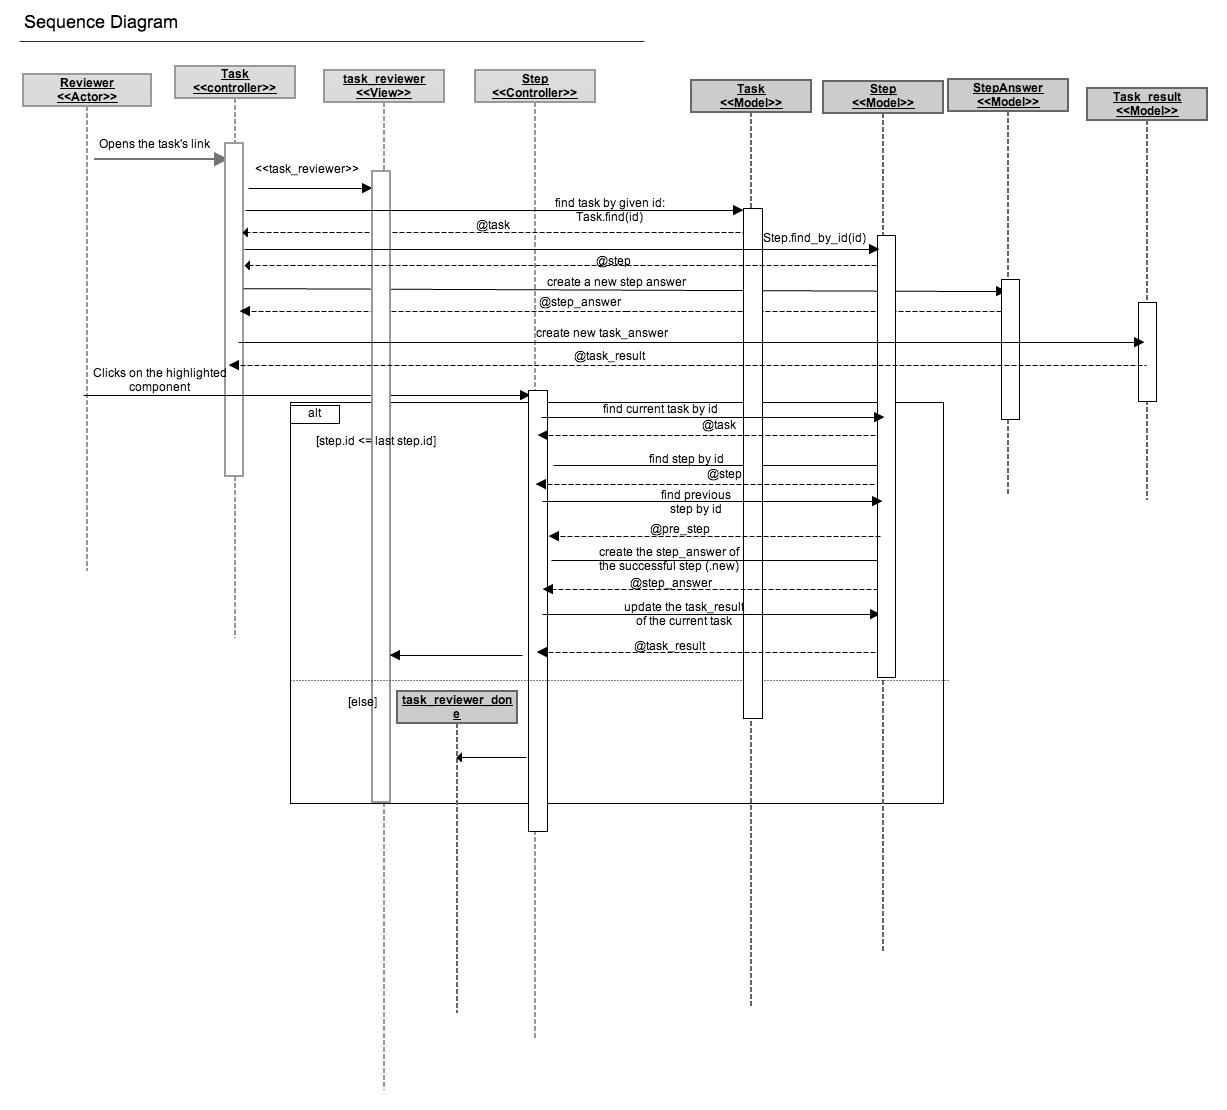 Sequence Diagram
Reviewer
<<Actor>>
Task
<<controller>>
task_reviewer
<<View>>
Step
<<Controller>>
Task
<<Model>>
Step
<<Model>>
StepAnswer
<<Model>>
Task_result
<<Model>>
Opens the task's link
<<task_reviewer>>
find task by given id:
Task.find(id)
@task
Step.find_by_id(id)
@step
create a new step answer
@step_answer
create new task_answer
@task_result
Clicks on the highlighted
component
alt
find current task by id
@task
[step.id <= last step.id]
find step by id
@step
find previous
step by id
@pre_step
create the step_answer of
the successful step (.new)
@step_answer
update the task_result
of the current task
@task_result
[else]
task_reviewer_don
e